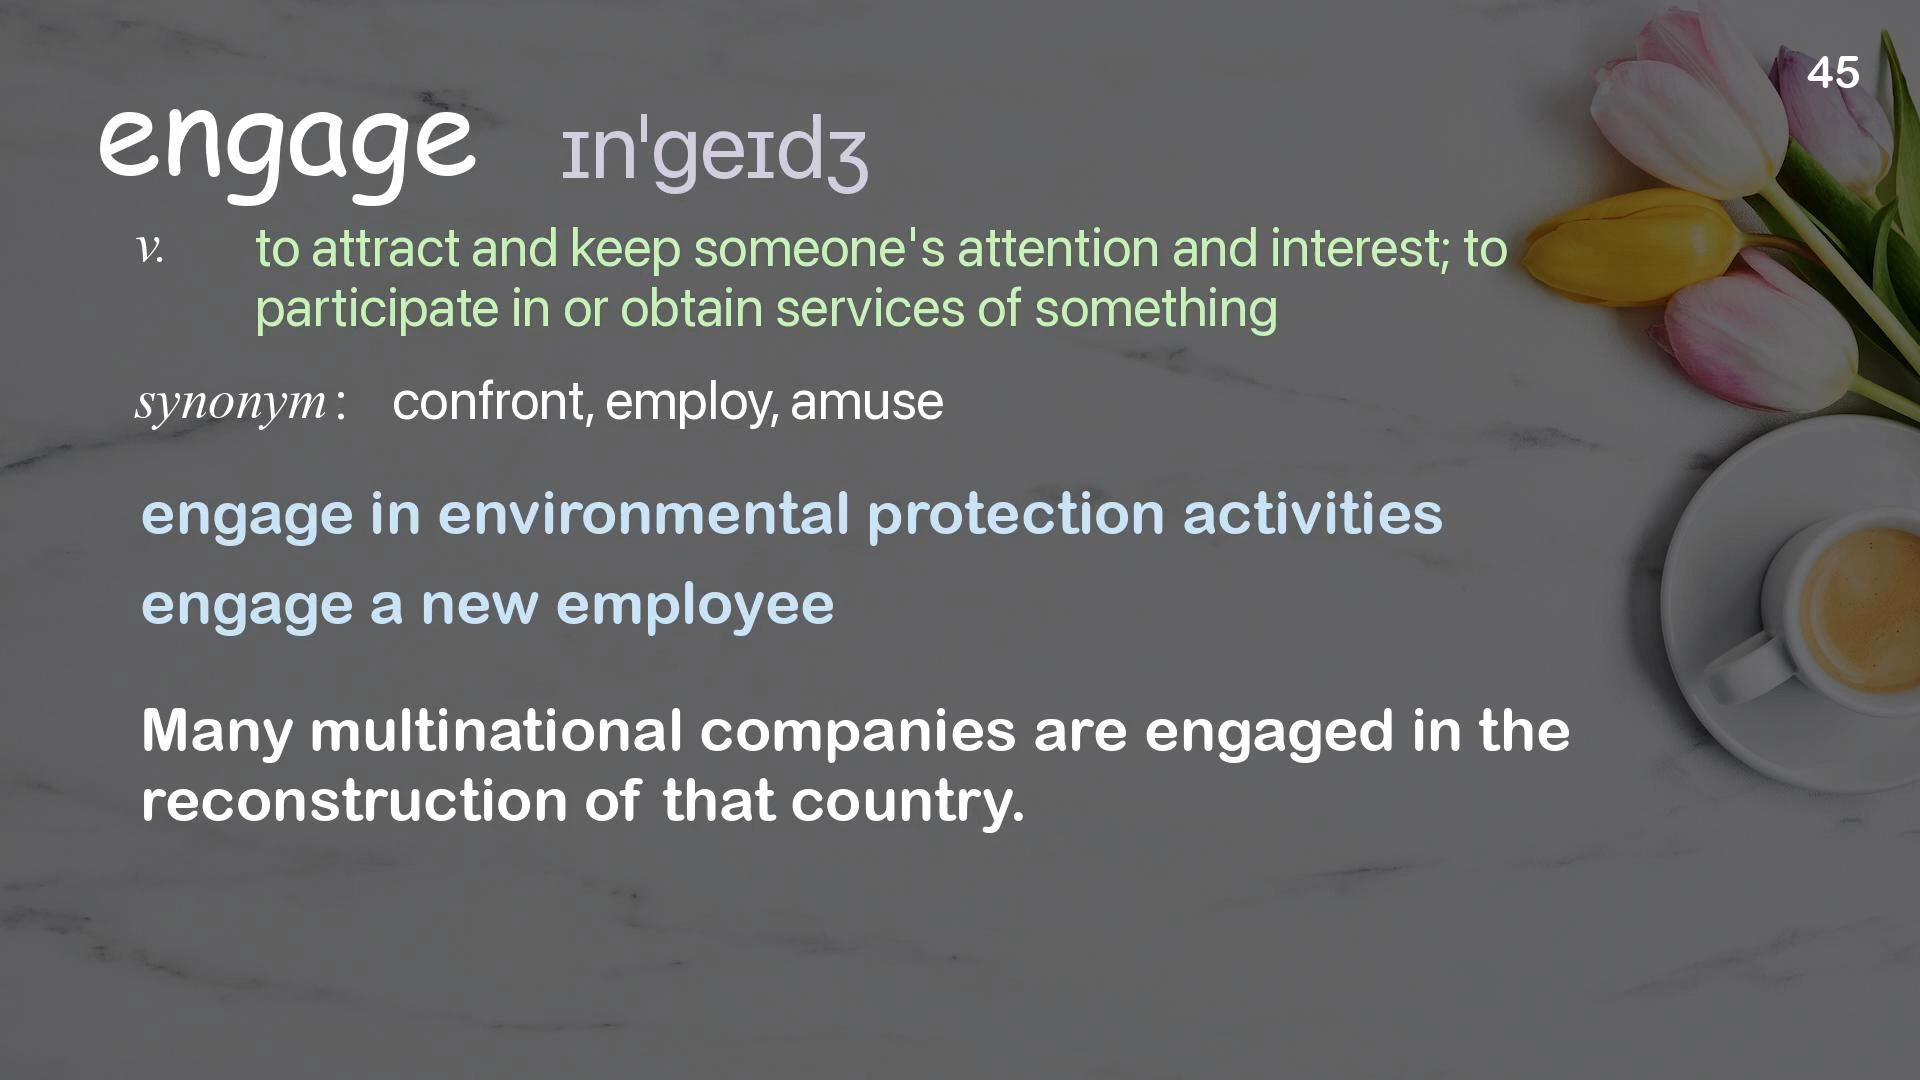 45
engage ɪnˈgeɪdʒ
v. to attract and keep someone's attention and interest; to
participate in or obtain services of something
synonym: confront, employ, amuse
engage in environmental protection activities
engage a new employee
Many multinational companies are engaged in the
reconstruction of that country.